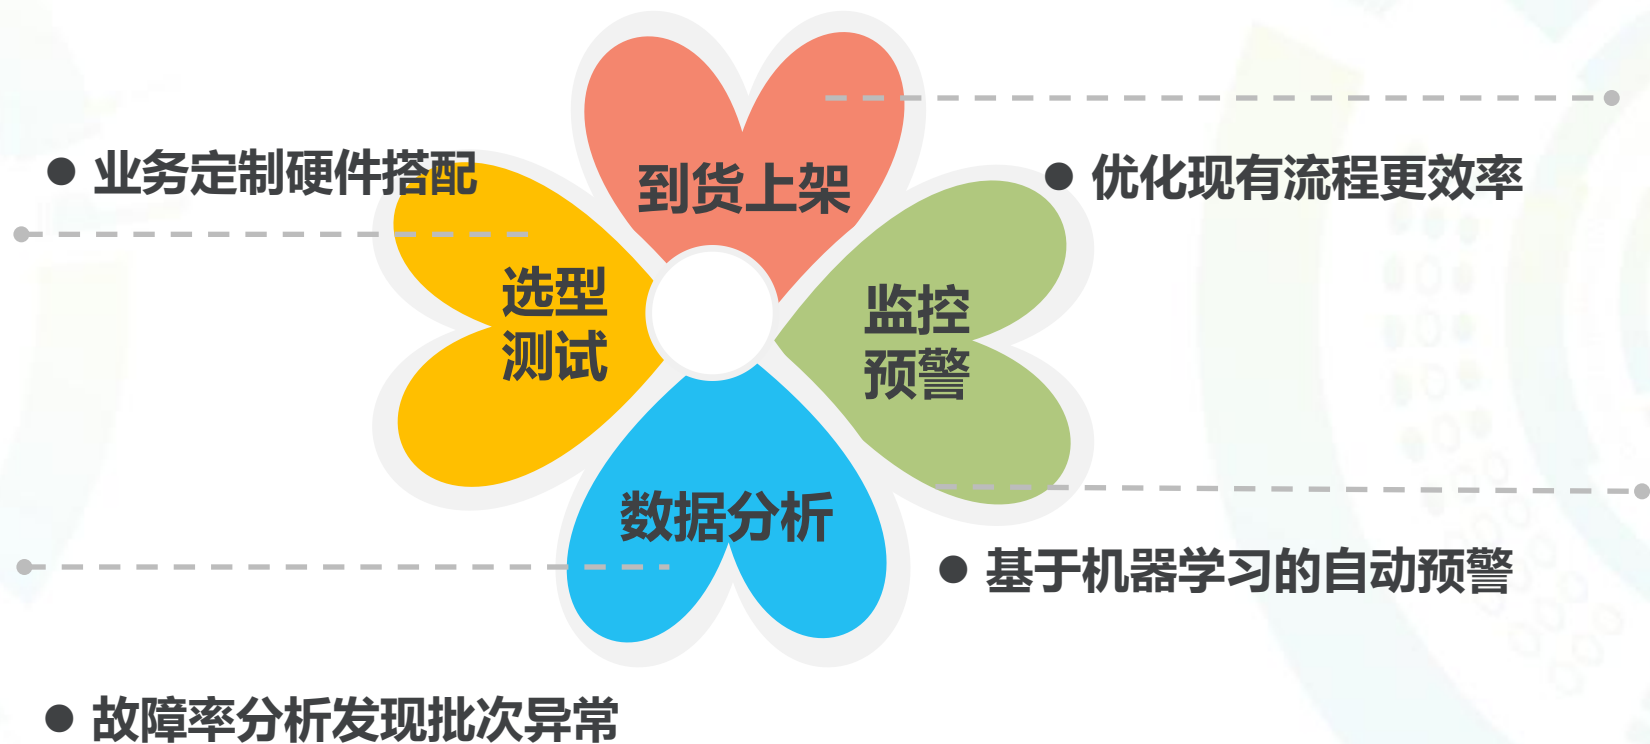 ● 业务定制硬件搭配
到货上架
● 优化现有流程更效率
选型
测试
监控
预警
数据分析
● 基于机器学习的自动预警
● 故障率分析发现批次异常